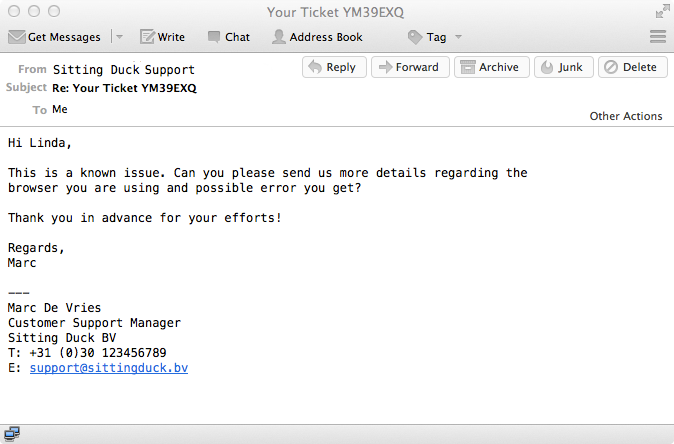 Your Ticket YM39EXQ
Get Messages Write Chat Address Book Tag
From Sitting Duck Support Reply Forward Archive Junk Delete
Subject Re: Your Ticket YM39EXQ
To Me
Other Actions
Hi Linda,
This is a known issue. Can you please send us more details regarding the
browser you are using and possible error you get?
Thank you in advance for your efforts!
Regards,
Marc
---
Marc De Vries
Customer Support Manager
Sitting Duck BV
T: +31 (0)30 123456789
E: support@sittingduck.bv